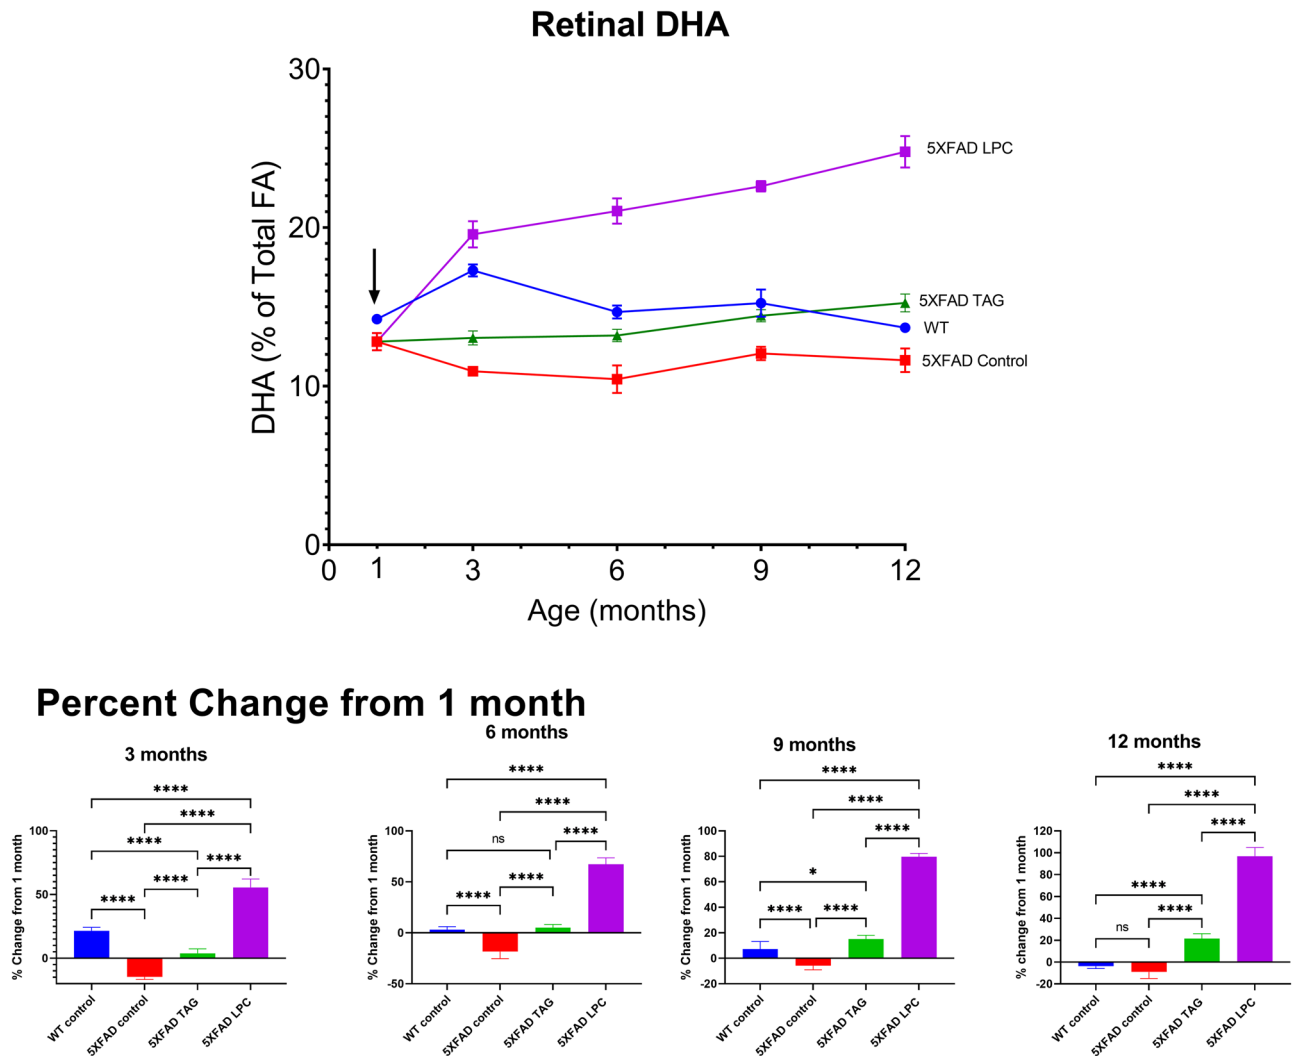 Retinal DHA
30
20
10
0
DHA (% of Total FA)
5XFAD LPC
5XFAD TAG
WT
5XFAD Control
0 1 3 6 9 12
Age (months)
Percent Change from 1 month
3 months
****
****
****
****
****
****
100
50
0
% Change from 1 month
WT control
5XFAD control
5XFAD TAG
5XFAD LPC
6 months
****
****
ns
****
****
****
100
50
0
-50
% Change from 1 month
WT control
5XFAD control
5XFAD TAG
5XFAD LPC
9 months
****
****
****
*
****
****
100
80
60
40
20
0
-20
% Change from 1 month
WT control
5XFAD control
5XFAD TAG
5XFAD LPC
12 months
****
****
****
****
****
ns
120
100
80
60
40
20
0
-20
% change from 1 month
WT control
5XFAD control
5XFAD TAG
5XFAD LPC